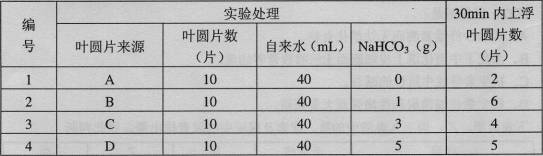 编号 实验处理 30min 内上浮叶圆片数（片）
叶圆片来源 叶圆片数（片） 自来水（mL） NaHCO₃（g）
1 A 10 40 0 2
2 B 10 40 1 6
3 C 10 40 3 4
4 D 10 40 5 5